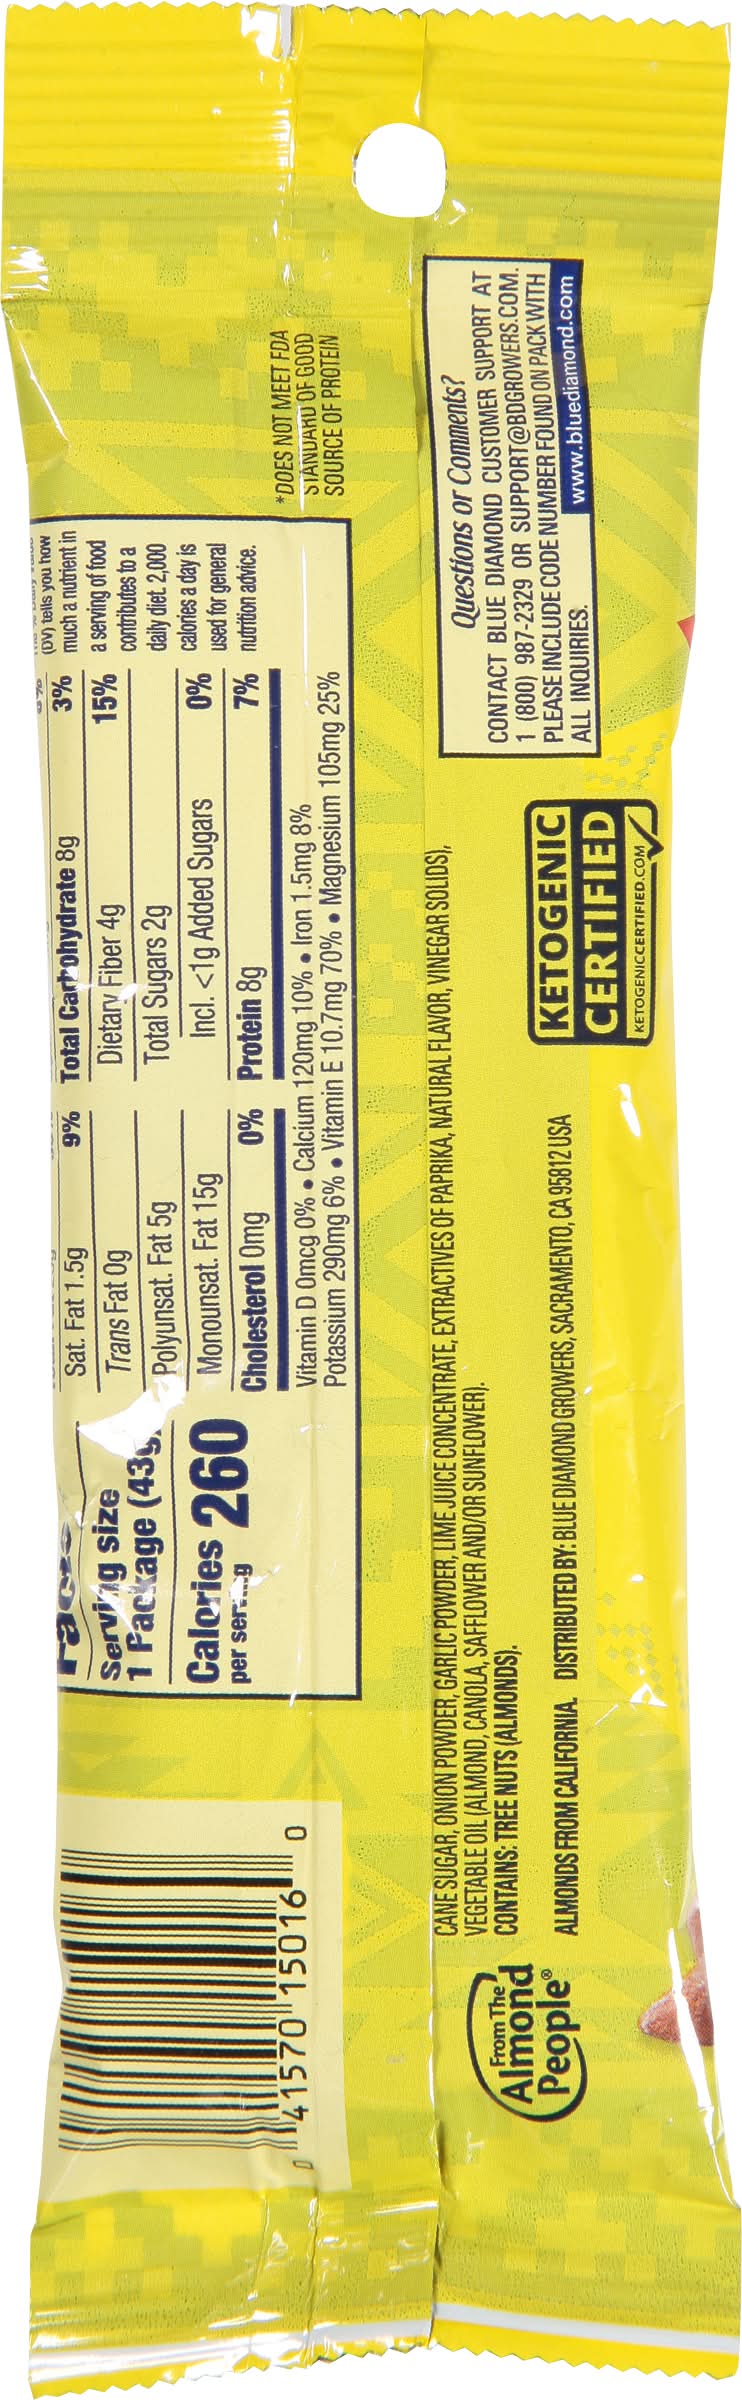 Facts
Serving size
1 Package (43g)
Calories 260
per serving
Sat. Fat 1.5g 9%
Trans Fat 0g
Polyunsat. Fat 5g
Monounsat. Fat 15g
Cholesterol 0mg 0%
Total Carbohydrate 8g 3%
Dietary Fiber 4g 15%
Total Sugars 2g
Incl. <1g Added Sugars 0%
Protein 8g 7%
(DV) tells you how
much a nutrient in
a serving of food
contributes to a
daily diet. 2,000
calories a day is
used for general
nutrition advice.
Vitamin D 0mcg 0% • Calcium 120mg 10% • Iron 1.5mg 8%
Potassium 290mg 6% • Vitamin E 10.7mg 70% • Magnesium 105mg 25%
*DOES NOT MEET FDA
STANDARD OF GOOD
SOURCE OF PROTEIN
0 41570 15016 0
CANE SUGAR, ONION POWDER, GARLIC POWDER, LIME JUICE CONCENTRATE, EXTRACTIVES OF PAPRIKA, NATURAL FLAVOR, VINEGAR SOLIDS),
VEGETABLE OIL (ALMOND, CANOLA, SAFFLOWER AND/OR SUNFLOWER).
CONTAINS: TREE NUTS (ALMONDS).
ALMONDS FROM CALIFORNIA. DISTRIBUTED BY: BLUE DIAMOND GROWERS, SACRAMENTO, CA 95812 USA
From The
Almond
People®
KETOGENIC
CERTIFIED
KETOGENICCERTIFIED.COM
Questions or Comments?
CONTACT BLUE DIAMOND CUSTOMER SUPPORT AT
1 (800) 987-2329 OR SUPPORT@BDGROWERS.COM.
PLEASE INCLUDE CODE NUMBER FOUND ON PACK WITH
ALL INQUIRIES.
www.bluediamond.com